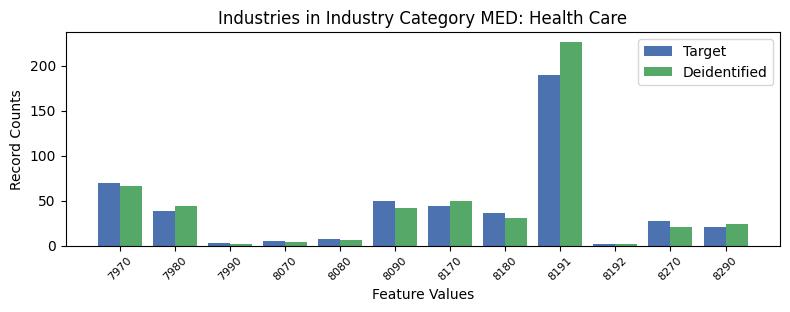 Industries in Industry Category MED: Health Care
Target
Deidentified
Record Counts
200
150
100
50
0
7970 7980 7990 8070 8080 8090 8170 8180 8191 8192 8270 8290
Feature Values